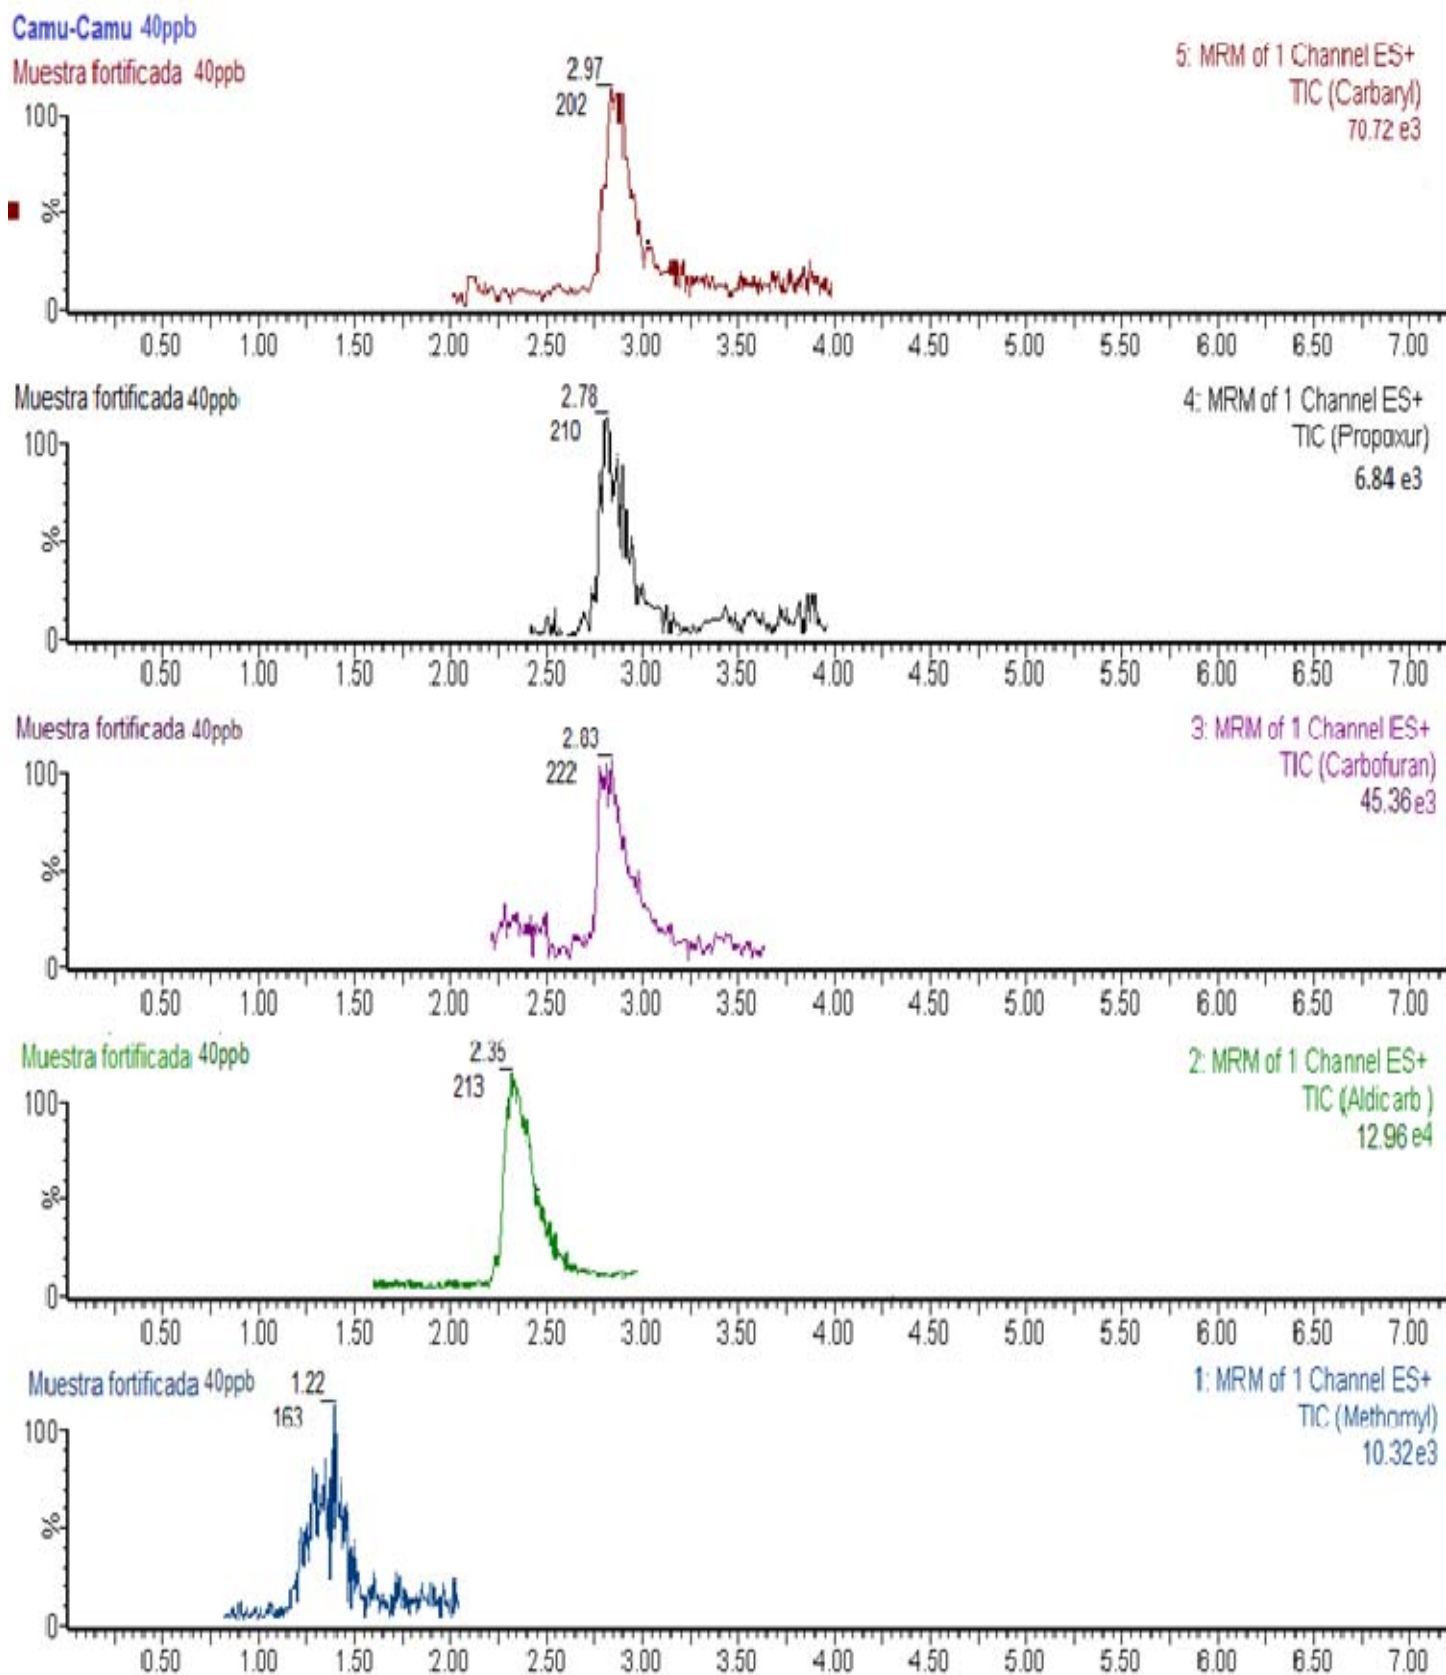 Camu-Camu 40ppb
Muestra fortificada 40ppb
5: MRM of 1 Channel ES+
TIC (Carbaryl)
70.72 e3
2.97
202
100
%
0
0.50 1.00 1.50 2.00 2.50 3.00 3.50 4.00 4.50 5.00 5.50 6.00 6.50 7.00
Muestra fortificada 40ppb
4: MRM of 1 Channel ES+
TIC (Propoxur)
6.84 e3
2.78
210
100
%
0
0.50 1.00 1.50 2.00 2.50 3.00 3.50 4.00 4.50 5.00 5.50 6.00 6.50 7.00
Muestra fortificada 40ppb
3: MRM of 1 Channel ES+
TIC (Carbofuran)
45.36 e3
2.83
222
100
%
0
0.50 1.00 1.50 2.00 2.50 3.00 3.50 4.00 4.50 5.00 5.50 6.00 6.50 7.00
Muestra fortificada 40ppb
2: MRM of 1 Channel ES+
TIC (Aldicarb )
12.96 e4
2.35
213
100
%
0
0.50 1.00 1.50 2.00 2.50 3.00 3.50 4.00 4.50 5.00 5.50 6.00 6.50 7.00
Muestra fortificada 40ppb
1: MRM of 1 Channel ES+
TIC (Methomyl)
10.32 e3
1.22
163
100
%
0
0.50 1.00 1.50 2.00 2.50 3.00 3.50 4.00 4.50 5.00 5.50 6.00 6.50 7.00